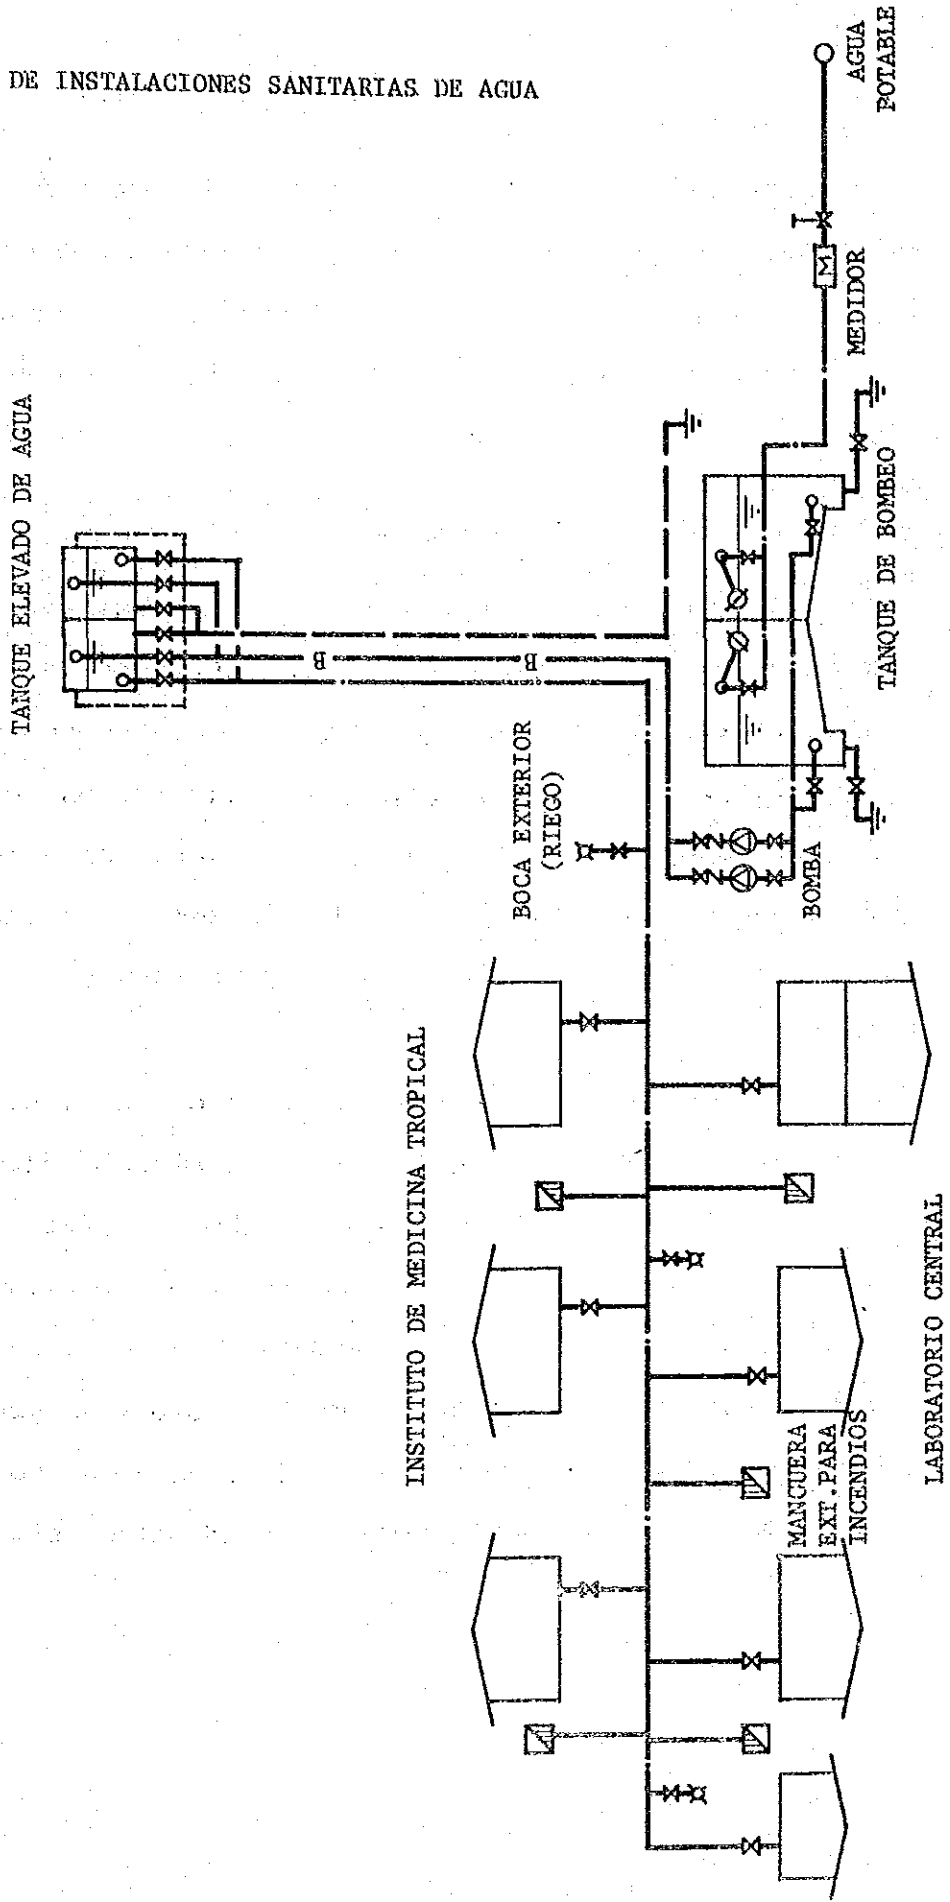 DE INSTALACIONES SANITARIAS DE AGUA
TANQUE ELEVADO DE AGUA
AGUA
POTABLE
MEDIDOR
M
TANQUE DE BOMBEO
B
B
BOCA EXTERIOR
(RIEGO)
BOMBA
INSTITUTO DE MEDICINA TROPICAL
MANGUERA
EXT.PARA
INCENDIOS
LABORATORIO CENTRAL